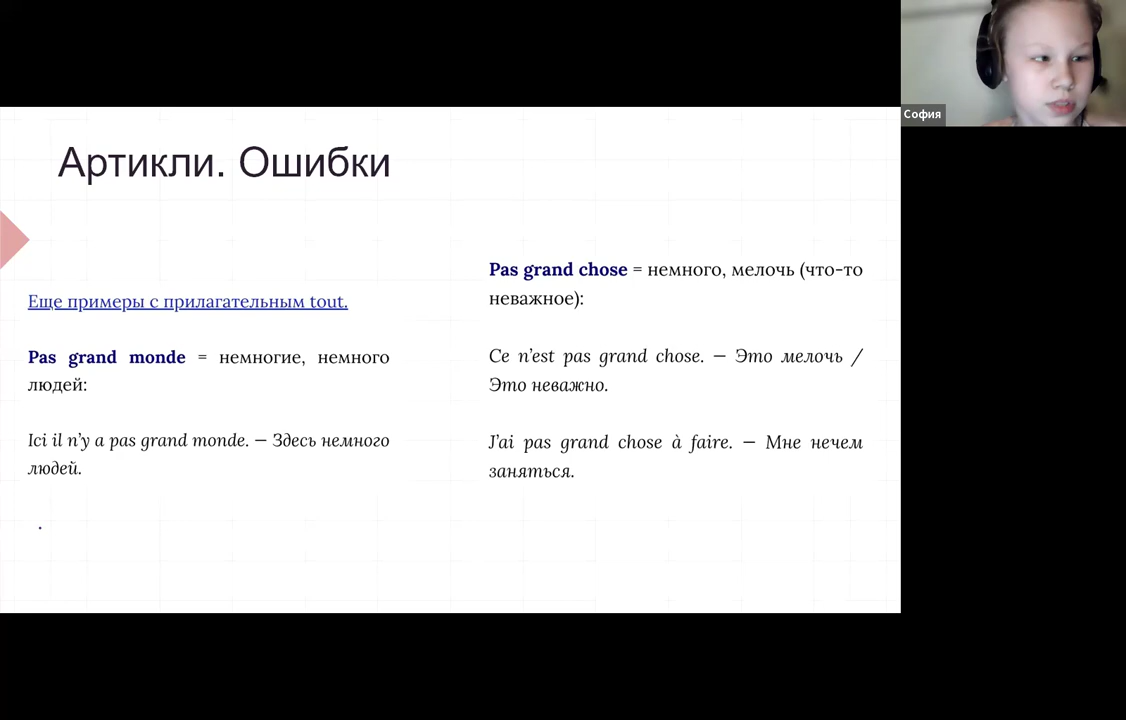 Артикли. Ошибки
Еще примеры с прилагательным tout.
Pas grand monde = немногие, немного
людей:
Ici il n’y a pas grand monde. — Здесь немного
людей.
.
Pas grand chose = немного, мелочь (что-то
неважное):
Ce n’est pas grand chose. — Это мелочь /
Это неважно.
J’ai pas grand chose à faire. — Мне нечем
заняться.
София